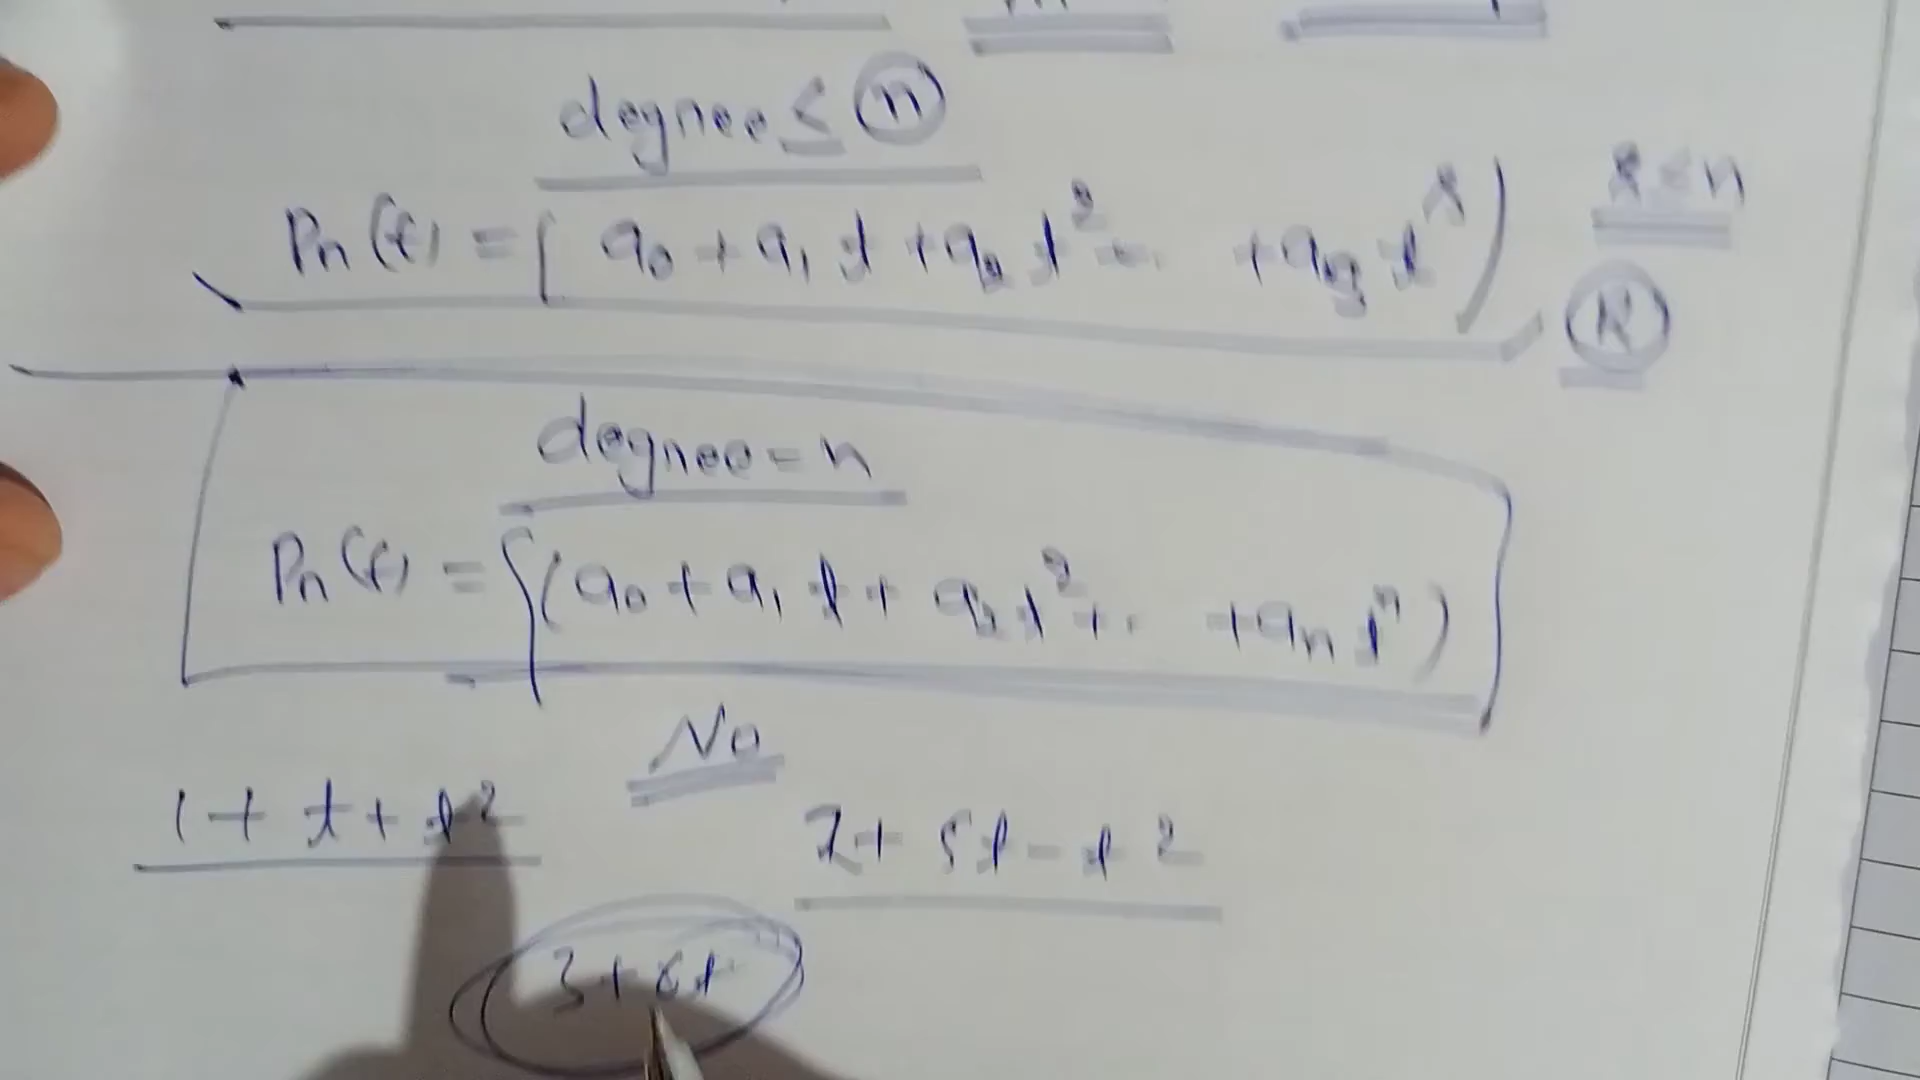 degree ≤ n
Pn(t) = ( a0 + a1 t + a2 t² + .. + a t^r ) r ≤ n
degree = n
Pn(t) = { (a0 + a1 t + a2 t² + .. + an tⁿ)
No
1 + t + t²
2 + 5t - t²
3 + 6t